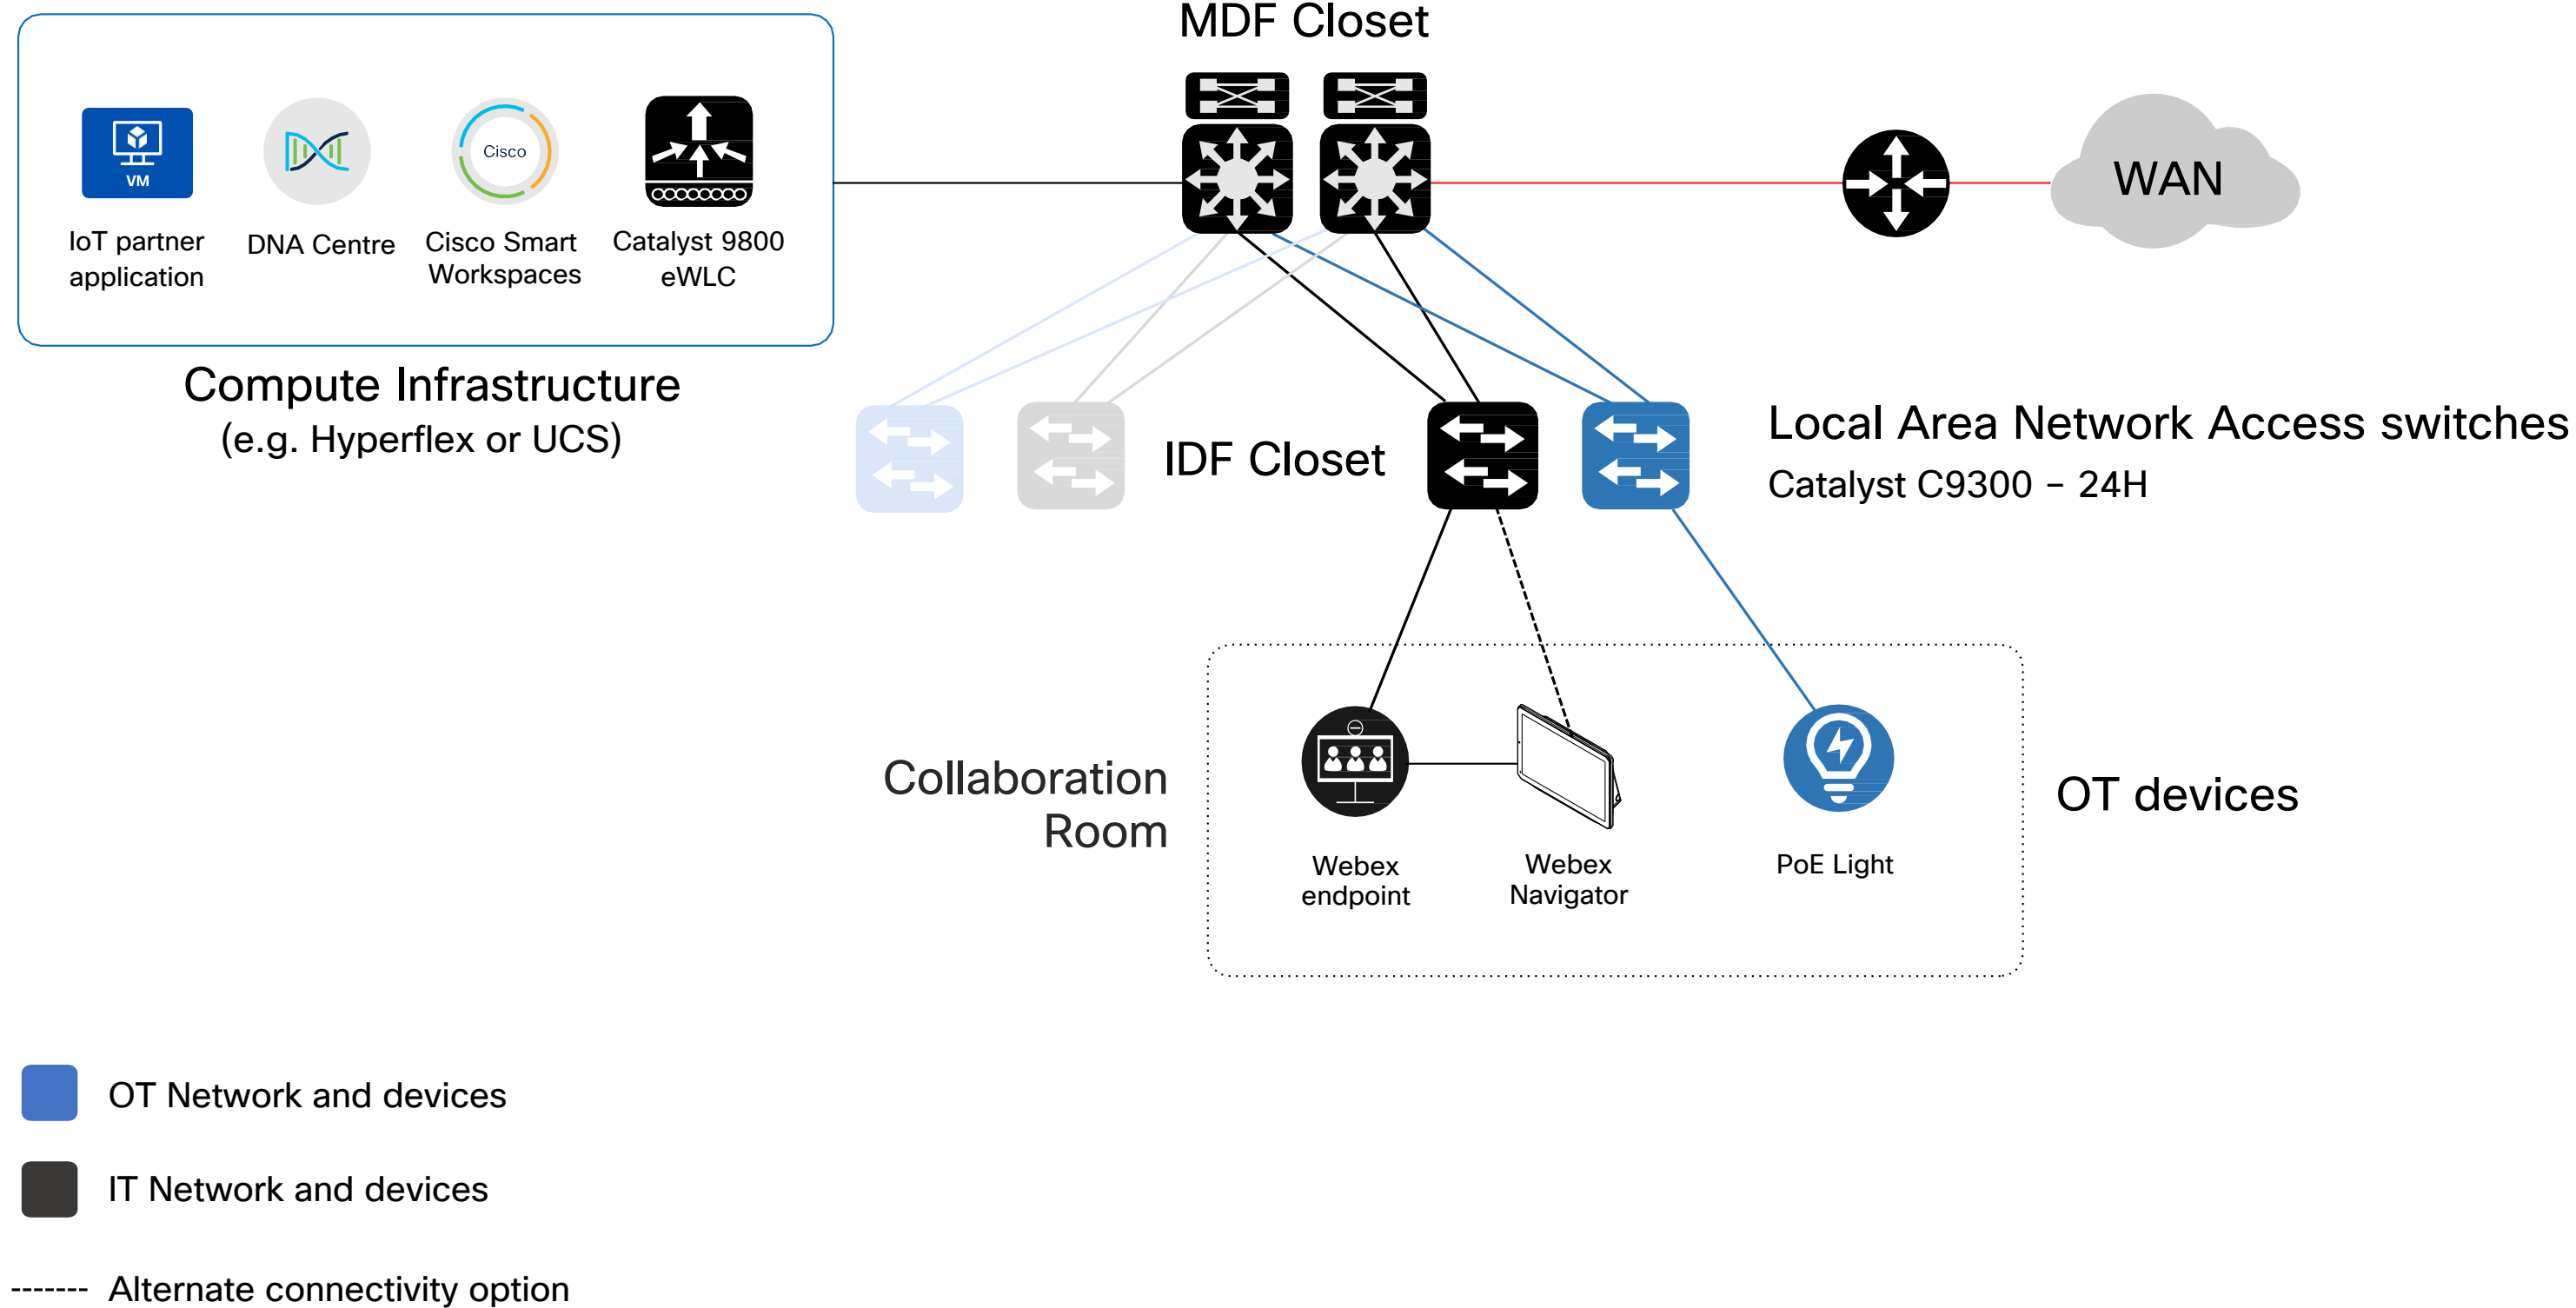 MDF Closet
VM
Cisco
IoT partner
application
DNA Centre
Cisco Smart
Workspaces
Catalyst 9800
eWLC
WAN
Compute Infrastructure
(e.g. Hyperflex or UCS)
IDF Closet
Local Area Network Access switches
Catalyst C9300 – 24H
Collaboration
Room
Webex
endpoint
Webex
Navigator
PoE Light
OT devices
OT Network and devices
IT Network and devices
Alternate connectivity option